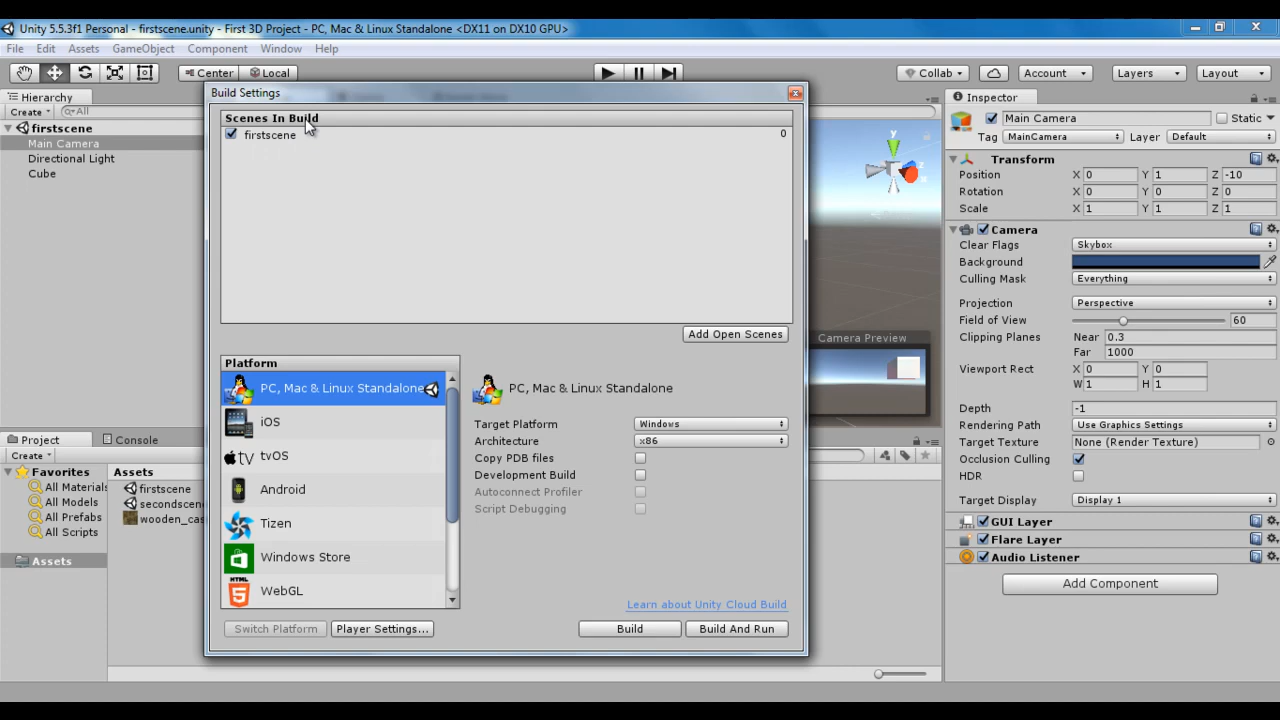 Unity 5.5.3f1 Personal - firstscene.unity - First 3D Project - PC, Mac & Linux Standalone <DX11 on DX10 GPU>
File Edit Assets GameObject Component Window Help
Center Local Collab Account Layers Layout
Hierarchy
Create All
firstscene
Main Camera
Directional Light
Cube
Build Settings
Scenes In Build
firstscene 0
Add Open Scenes
Platform
PC, Mac & Linux Standalone
iOS
tvOS
Android
Tizen
Windows Store
HTML
WebGL
Switch Platform Player Settings...
PC, Mac & Linux Standalone
Target Platform Windows
Architecture x86
Copy PDB files
Development Build
Autoconnect Profiler
Script Debugging
Learn about Unity Cloud Build
Build Build And Run
Camera Preview
Project Console
Create
Favorites
All Materials
All Models
All Prefabs
All Scripts
Assets
Assets
firstscene
secondscene
wooden_cas
Inspector
Main Camera Static
Tag MainCamera Layer Default
Transform
Position X 0 Y 1 Z -10
Rotation X 0 Y 0 Z 0
Scale X 1 Y 1 Z 1
Camera
Clear Flags Skybox
Background
Culling Mask Everything
Projection Perspective
Field of View 60
Clipping Planes Near 0.3
Far 1000
Viewport Rect X 0 Y 0
W 1 H 1
Depth -1
Rendering Path Use Graphics Settings
Target Texture None (Render Texture)
Occlusion Culling
HDR
Target Display Display 1
GUI Layer
Flare Layer
Audio Listener
Add Component